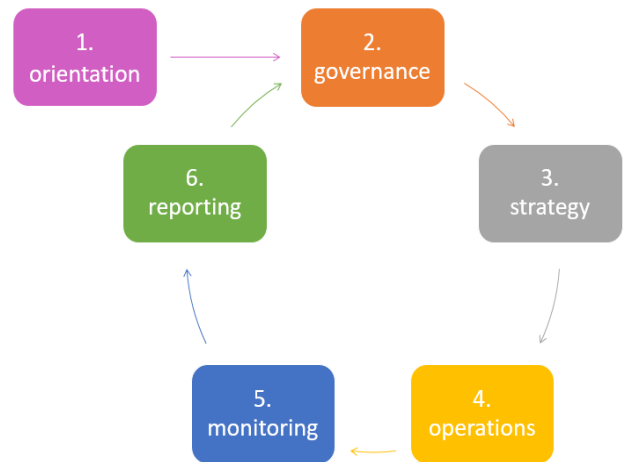 1.
orientation
2.
governance
3.
strategy
4.
operations
5.
monitoring
6.
reporting